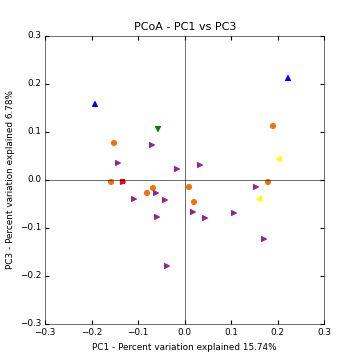 PCoA - PC1 vs PC3
PC3 - Percent variation explained 6.78%
0.3
0.2
0.1
0.0
−0.1
−0.2
−0.3
−0.3 −0.2 −0.1 0.0 0.1 0.2 0.3
PC1 - Percent variation explained 15.74%